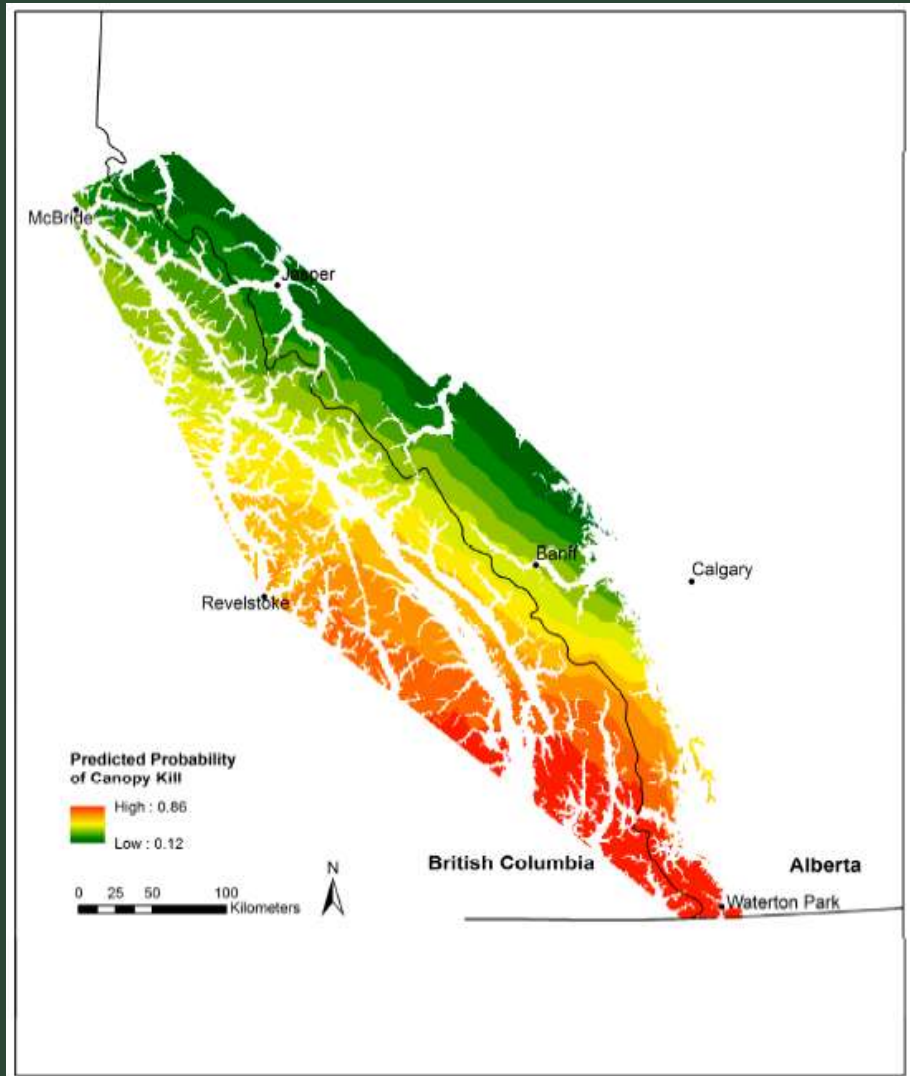 McBride
Jasper
Banff
Calgary
Revelstoke
Predicted Probability
of Canopy Kill
High : 0.86
Low : 0.12
N
0 25 50 100
Kilometers
British Columbia
Alberta
Waterton Park